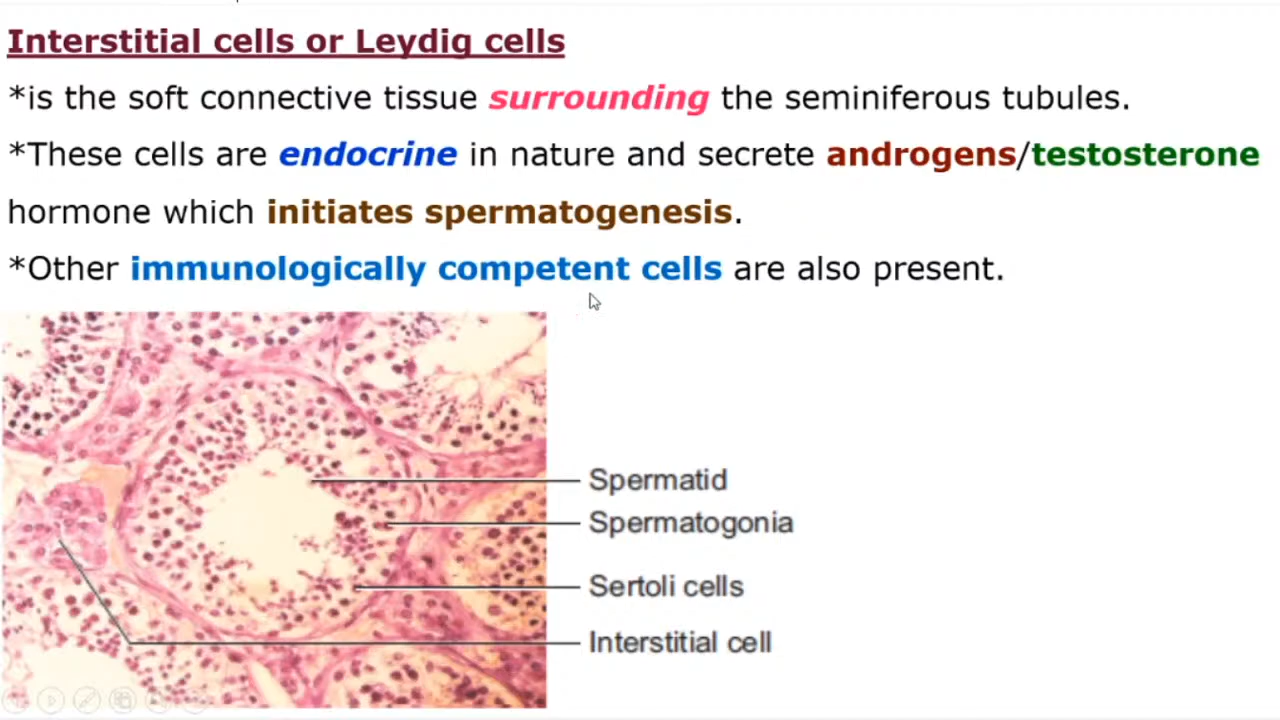 Interstitial cells or Leydig cells
*is the soft connective tissue surrounding the seminiferous tubules.
*These cells are endocrine in nature and secrete androgens/testosterone
hormone which initiates spermatogenesis.
*Other immunologically competent cells are also present.
Spermatid
Spermatogonia
Sertoli cells
Interstitial cell